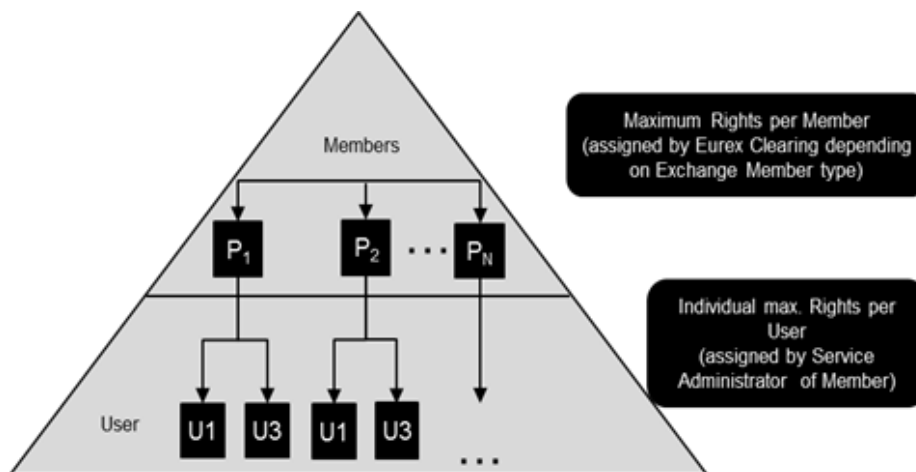 Members
Maximum Rights per Member
(assigned by Eurex Clearing depending
on Exchange Member type)
P1
P2
...
PN
Individual max. Rights per
User
(assigned by Service
Administrator of Member)
User
U1
U3
U1
U3
...